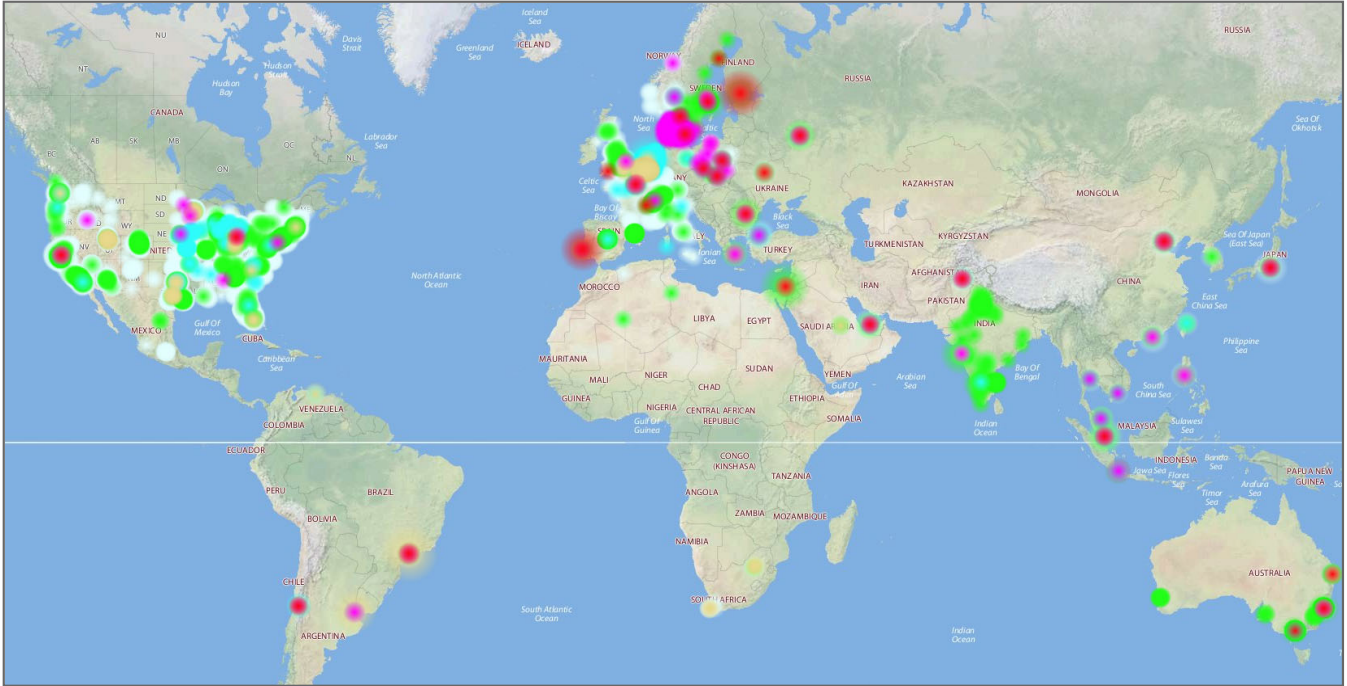 Iceland
Sea
RUSSIA
NU
Davis
Strait
Greenland
Sea
ICELAND
NORWAY
FINLAND
NT
Hudson
Strait
RUSSIA
Hudson
Bay
SWEDEN
CANADA
North
Sea
Sea Of
Okhotsk
AB
SK
MB
QC
Labrador
Sea
BC
ON
NL
Celtic
Sea
KAZAKHSTAN
MONGOLIA
UKRAINE
MT
ND
SD
WY
NE
NV
Bay Of
Biscay
Black
Sea
SPAIN
TURKEY
KYRGYZSTAN
TURKMENISTAN
Sea Of Japan
(East Sea)
JAPAN
North Atlantic
Ocean
MOROCCO
IRAN
PAKISTAN
CHINA
East
China Sea
Gulf Of
Mexico
MEXICO
CUBA
LIBYA
EGYPT
INDIA
Philippine
Sea
Caribbean
Sea
MAURITANIA
MALI
NIGER
CHAD
SUDAN
YEMEN
Arabian
Sea
Bay Of
Bengal
South
China Sea
GUINEA
NIGERIA
CENTRAL AFRICAN
REPUBLIC
ETHIOPIA
SOMALIA
VENEZUELA
COLOMBIA
Gulf Of
Guinea
Indian
Ocean
MALAYSIA
Sulawesi
Sea
ECUADOR
CONGO
(KINSHASA)
INDONESIA
Banda
Sea
Jawa Sea
Flores
Sea
PAPUA NEW
GUINEA
PERU
BRAZIL
ANGOLA
TANZANIA
Timor
Sea
Arafura
Sea
BOLIVIA
ZAMBIA
MOZAMBIQUE
NAMIBIA
CHILE
AUSTRALIA
SOUTH AFRICA
South Atlantic
Ocean
ARGENTINA
Indian
Ocean